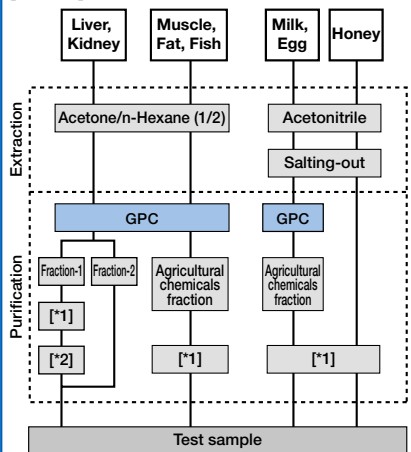 Liver,
Kidney
Muscle,
Fat, Fish
Milk,
Egg
Honey
Extraction
Acetone/n-Hexane (1/2)
Acetonitrile
Salting-out
Purification
GPC
GPC
Fraction-1
Fraction-2
Agricultural
chemicals
fraction
Agricultural
chemicals
fraction
[*1]
[*2]
[*1]
[*1]
Test sample